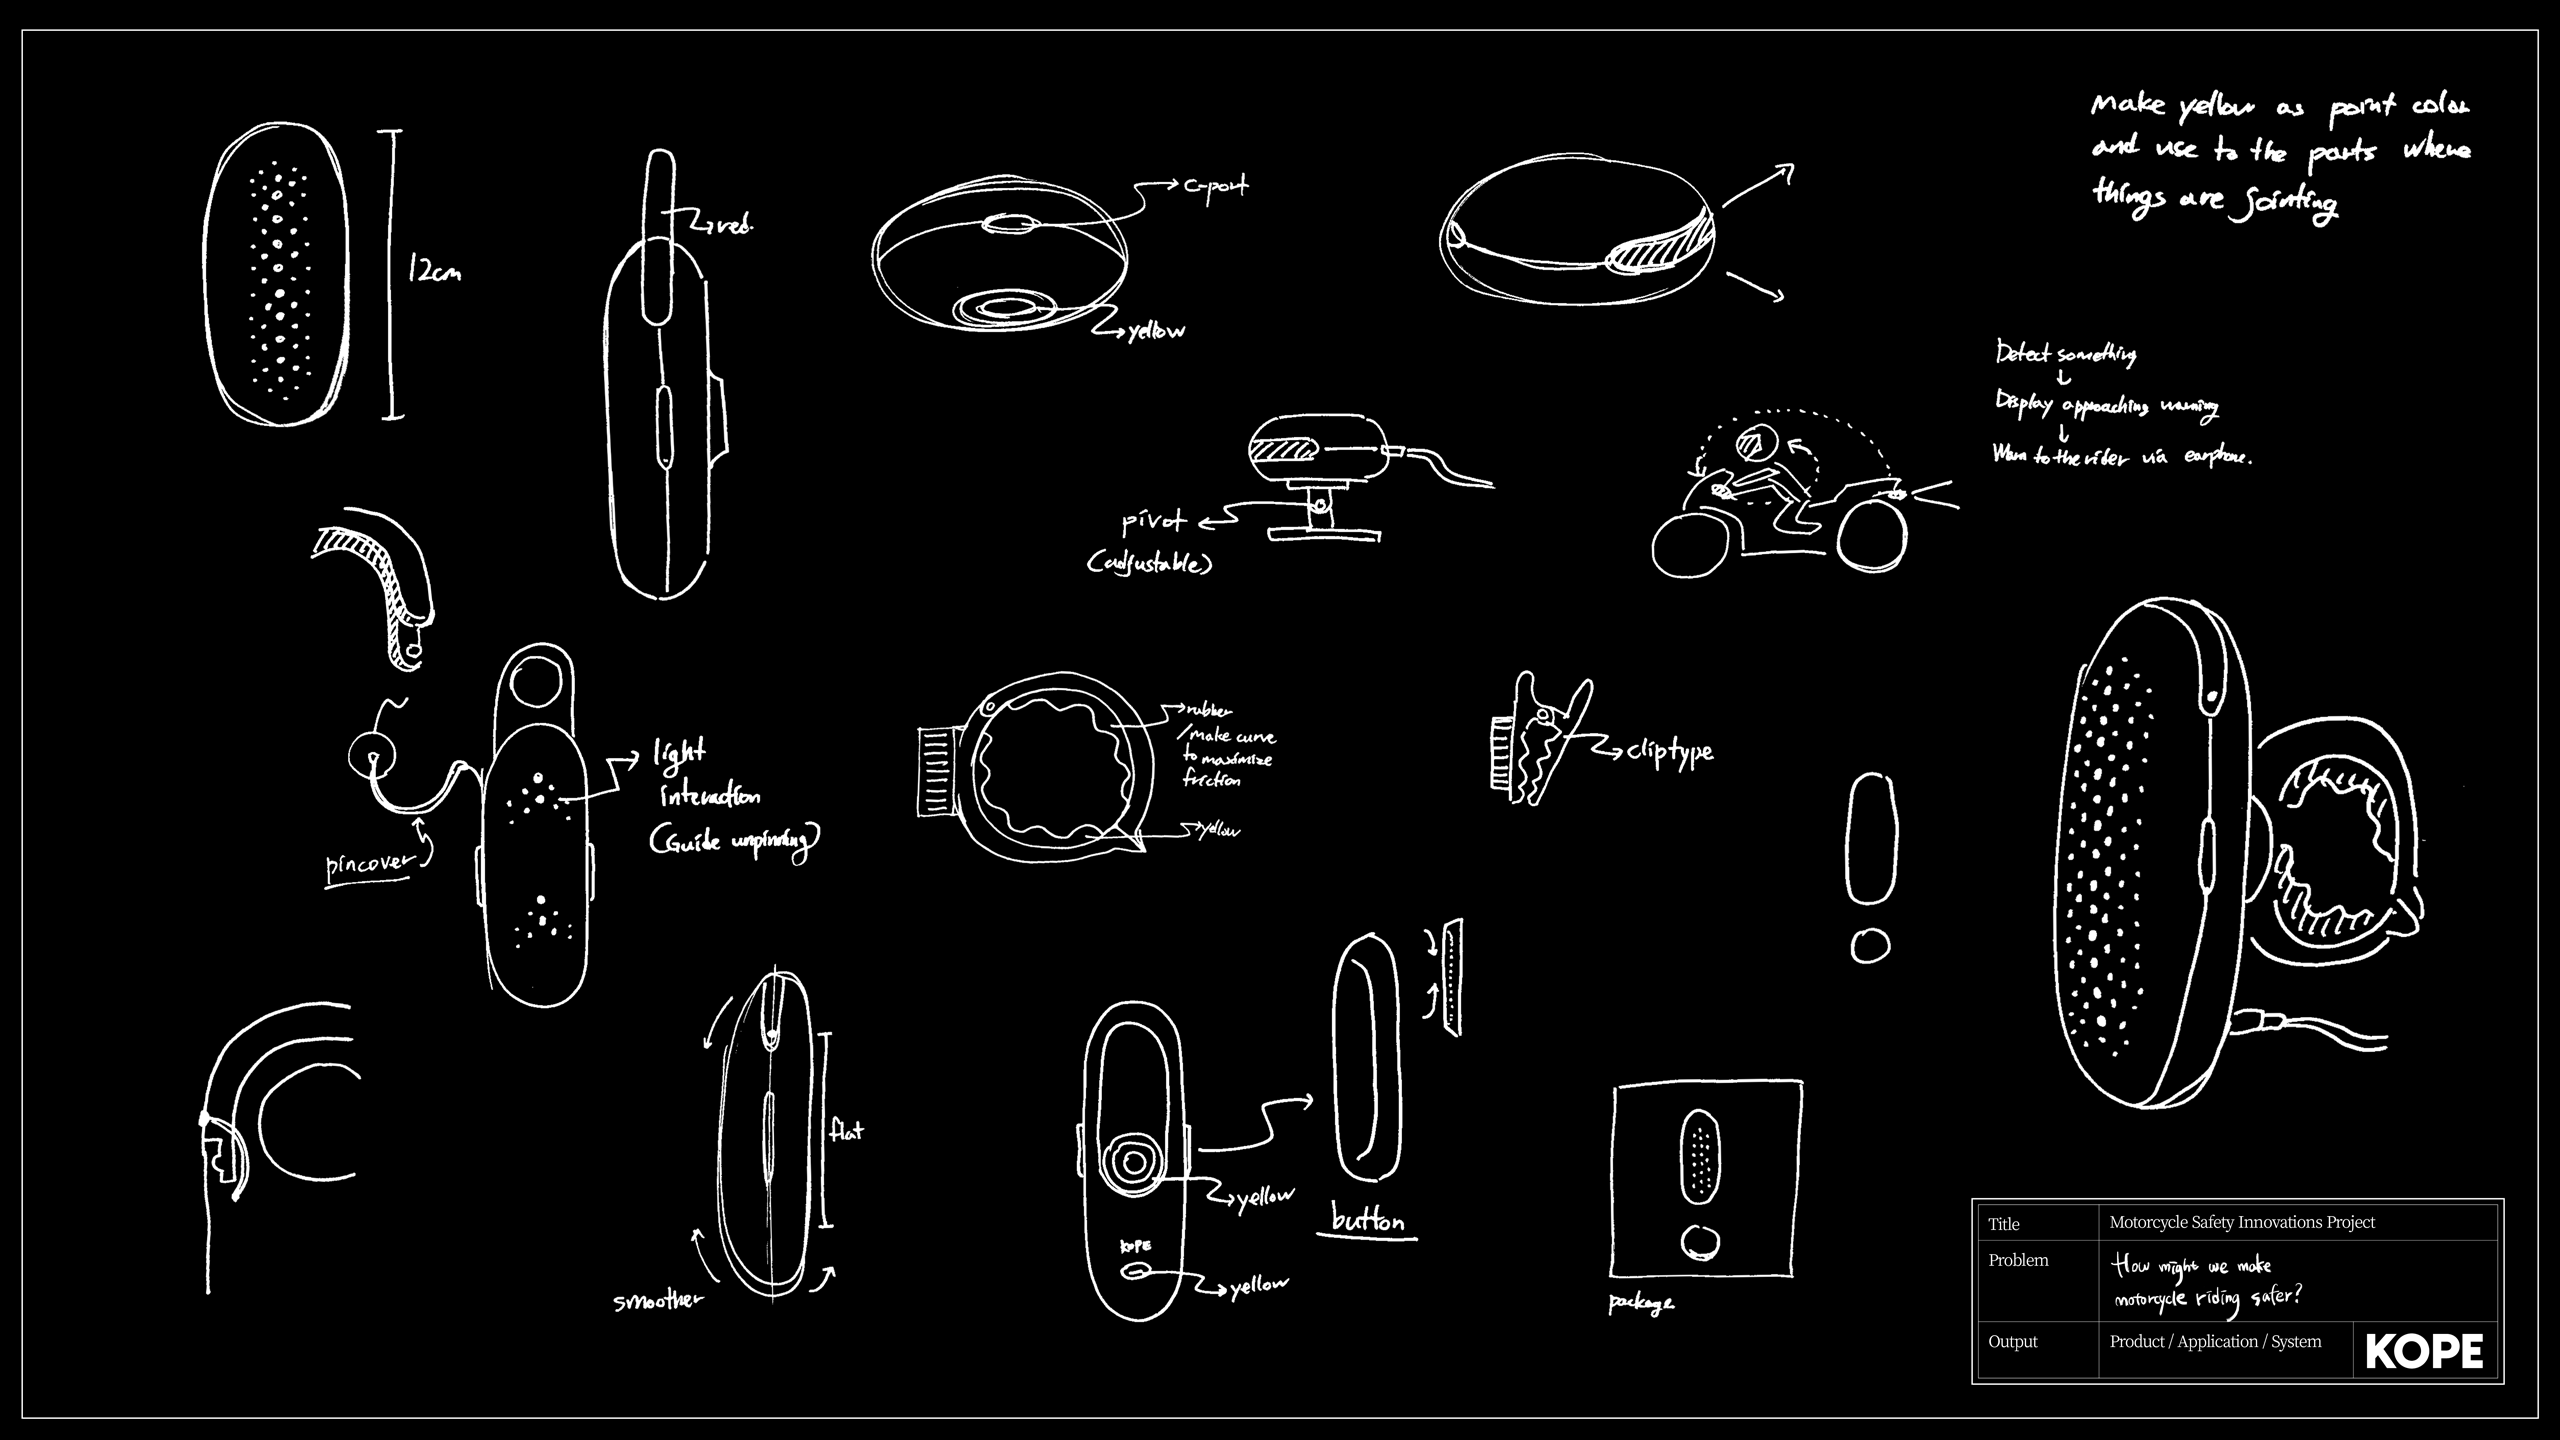 Make yellow as point color
and use to the parts where
things are jointing
12cm
red.
c-port
yellow
Detect something
Display approaching warning
Warn to the rider via earphone.
pivot
(adjustable)
rubber
/make curve
to maximize
friction
yellow
cliptype
light
interaction
(Guide unpinning)
pincover
flat
smoother
yellow
KOPE
yellow
button
package
Title
Motorcycle Safety Innovations Project
Problem
How might we make
motorcycle riding safer?
Output
Product / Application / System
KOPE